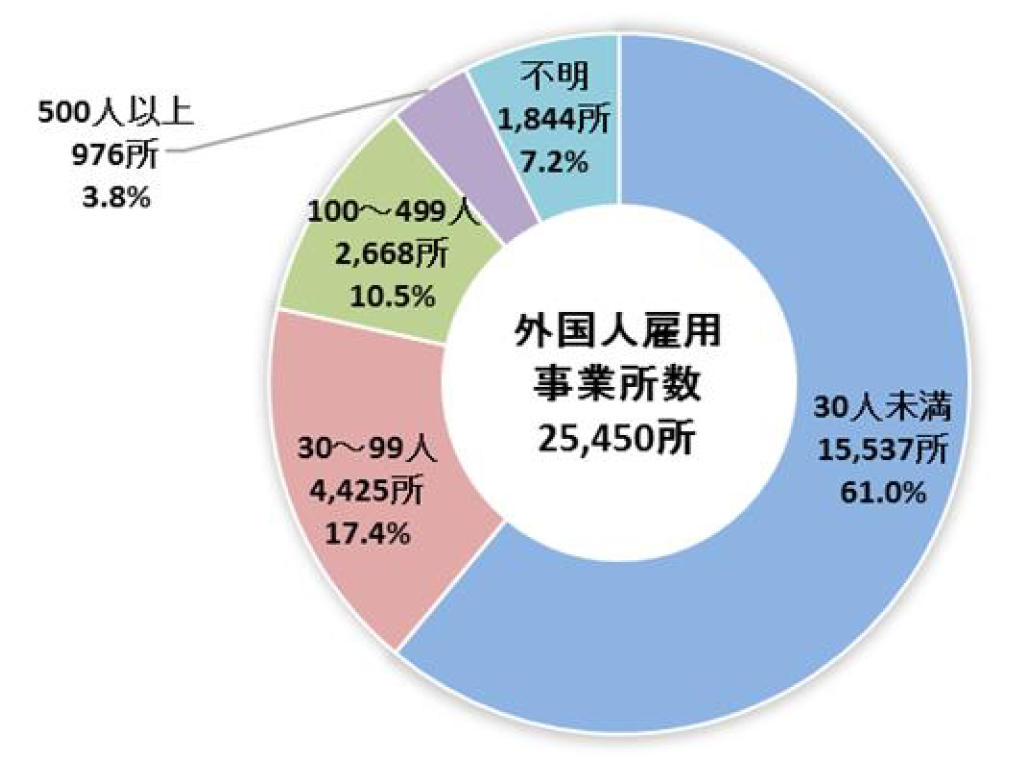 不明
1,844所
7.2%
500人以上
976所
3.8%
100～499人
2,668所
10.5%
外国人雇用
事業所数
25,450所
30人未満
15,537所
61.0%
30～99人
4,425所
17.4%